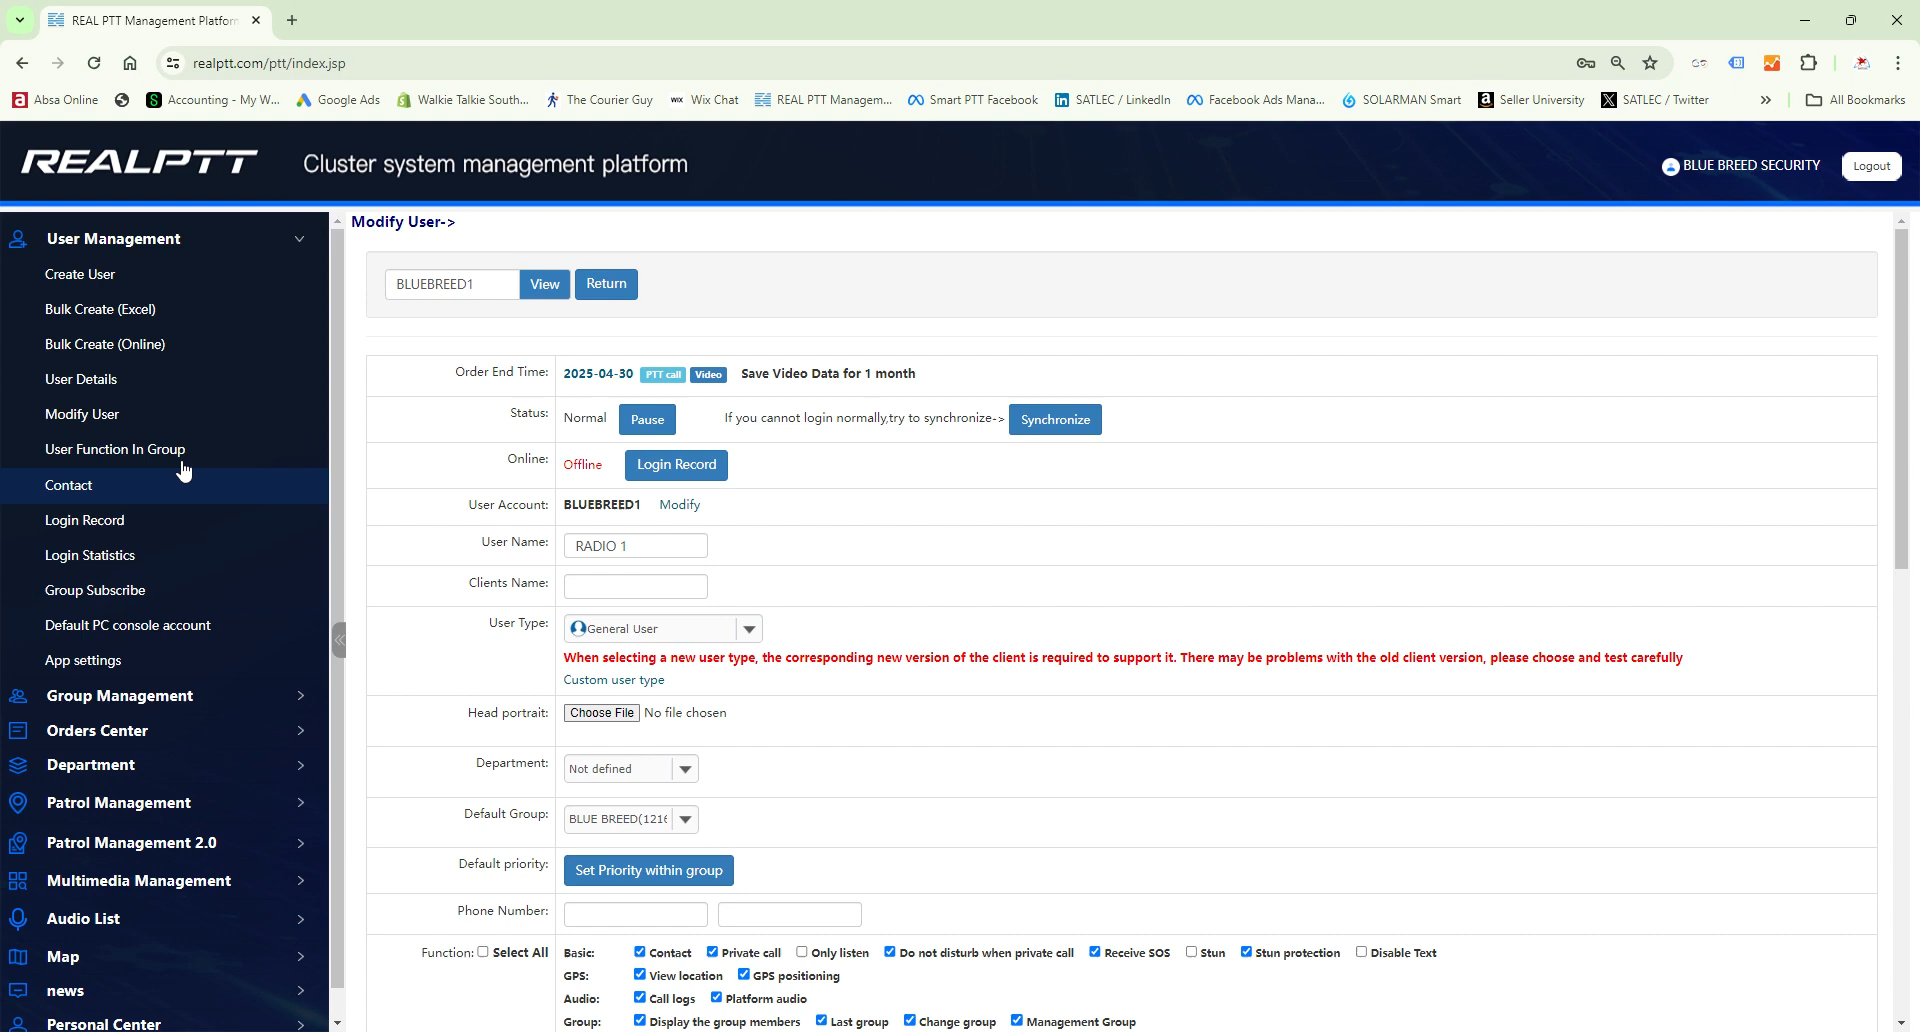 REAL PTT Management Platform
realptt.com/ptt/index.jsp
Absa Online
Accounting - My W...
Google Ads
Walkie Talkie South...
The Courier Guy
Wix Chat
REAL PTT Managem...
Smart PTT Facebook
SATLEC / LinkedIn
Facebook Ads Mana...
SOLARMAN Smart
Seller University
SATLEC / Twitter
All Bookmarks
REALPTT
Cluster system management platform
BLUE BREED SECURITY
Logout
User Management
Create User
Bulk Create (Excel)
Bulk Create (Online)
User Details
Modify User
User Function In Group
Contact
Login Record
Login Statistics
Group Subscribe
Default PC console account
App settings
Group Management
Orders Center
Department
Patrol Management
Patrol Management 2.0
Multimedia Management
Audio List
Map
news
Personal Center
Modify User->
BLUEBREED1 View Return
Order End Time: 2025-04-30 PTT call Video Save Video Data for 1 month
Status: Normal Pause If you cannot login normally,try to synchronize-> Synchronize
Online: Offline Login Record
User Account: BLUEBREED1 Modify
User Name: RADIO 1
Clients Name:
User Type: General User
When selecting a new user type, the corresponding new version of the client is required to support it. There may be problems with the old client version, please choose and test carefully
Custom user type
Head portrait: Choose File No file chosen
Department: Not defined
Default Group: BLUE BREED(1216
Default priority: Set Priority within group
Phone Number:
Function: Select All Basic: Contact Private call Only listen Do not disturb when private call Receive SOS Stun Stun protection Disable Text
GPS: View location GPS positioning
Audio: Call logs Platform audio
Group: Display the group members Last group Change group Management Group